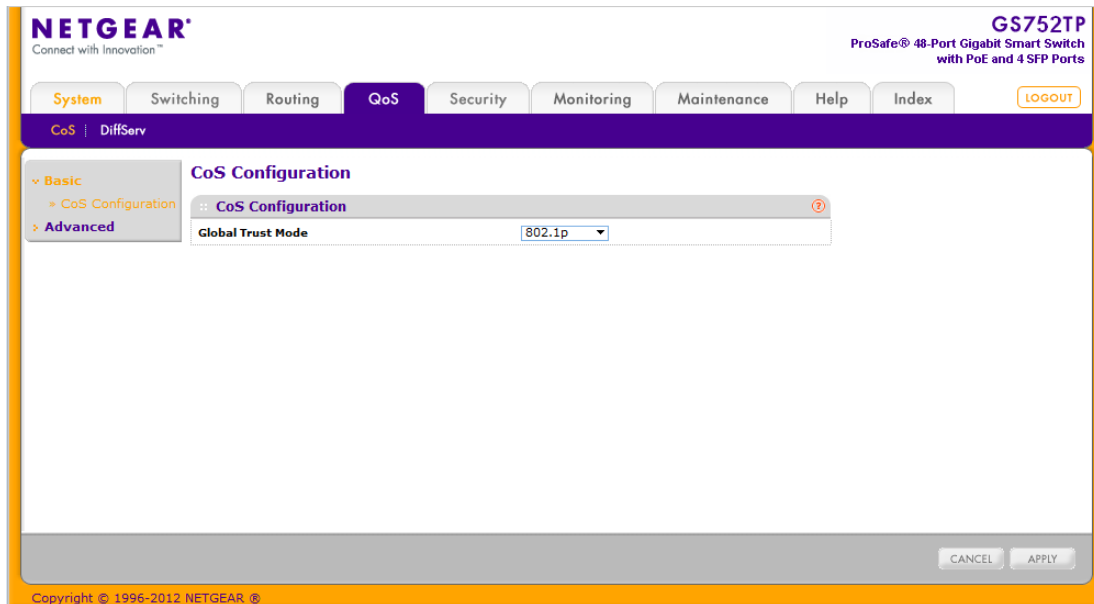 NETGEAR®
Connect with Innovation™
GS752TP
ProSafe® 48-Port Gigabit Smart Switch
with PoE and 4 SFP Ports
System Switching Routing QoS Security Monitoring Maintenance Help Index LOGOUT
CoS | DiffServ
Basic
» CoS Configuration
Advanced
CoS Configuration
CoS Configuration ?
Global Trust Mode 802.1p
CANCEL APPLY
Copyright © 1996-2012 NETGEAR ®